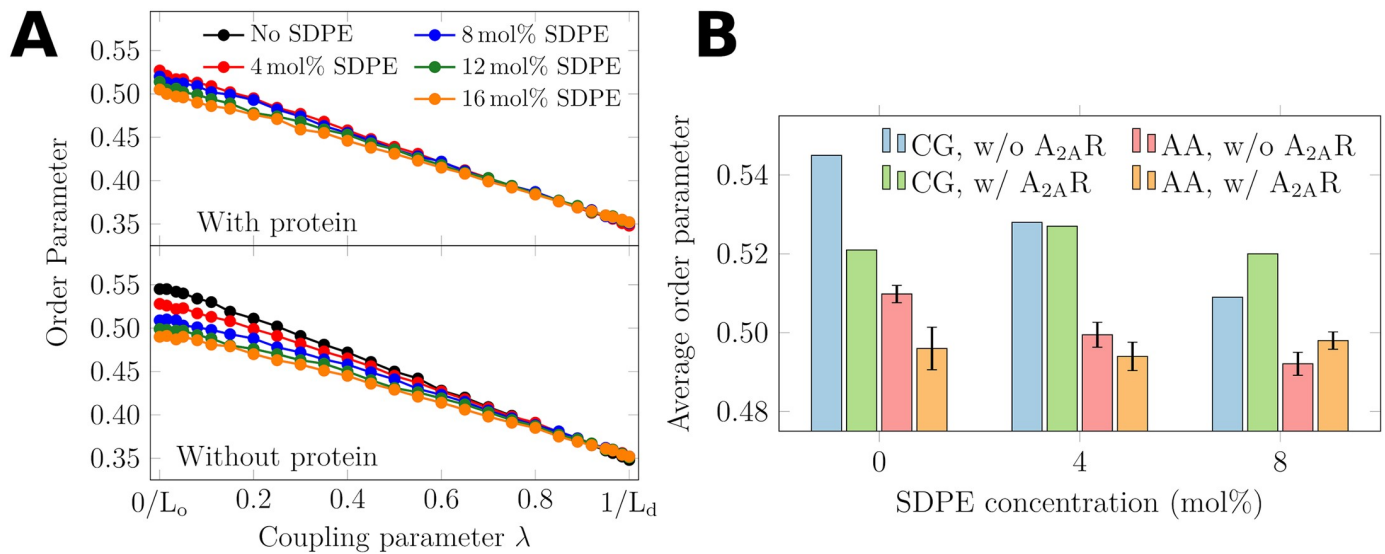 A
B
No SDPE
4 mol% SDPE
8 mol% SDPE
12 mol% SDPE
16 mol% SDPE
0.55
0.50
0.45
0.40
0.35
With protein
Order Parameter
0.55
0.50
0.45
0.40
0.35
Without protein
0/Lo 0.2 0.4 0.6 0.8 1/Ld
Coupling parameter λ
CG, w/o A2AR
CG, w/ A2AR
AA, w/o A2AR
AA, w/ A2AR
Average order parameter
0.54
0.52
0.50
0.48
0 4 8
SDPE concentration (mol%)